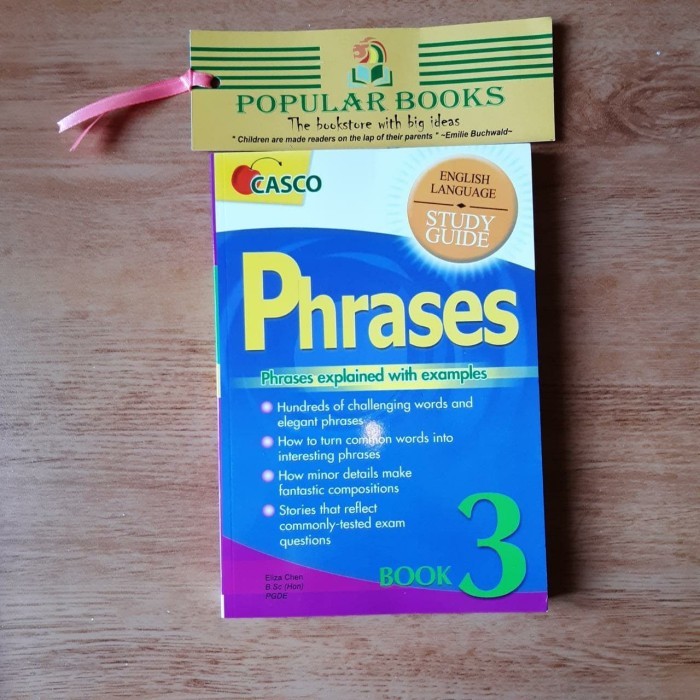 POPULAR BOOKS
The bookstore with big ideas
" Children are made readers on the lap of their parents " ~Emilie Buchwald~
CASCO
ENGLISH
LANGUAGE
STUDY
GUIDE
Phrases
Phrases explained with examples
Hundreds of challenging words and
elegant phrases
How to turn common words into
interesting phrases
How minor details make
fantastic compositions
Stories that reflect
commonly-tested exam
questions
Eliza Chen
B Sc (Hon)
PGDE
BOOK 3